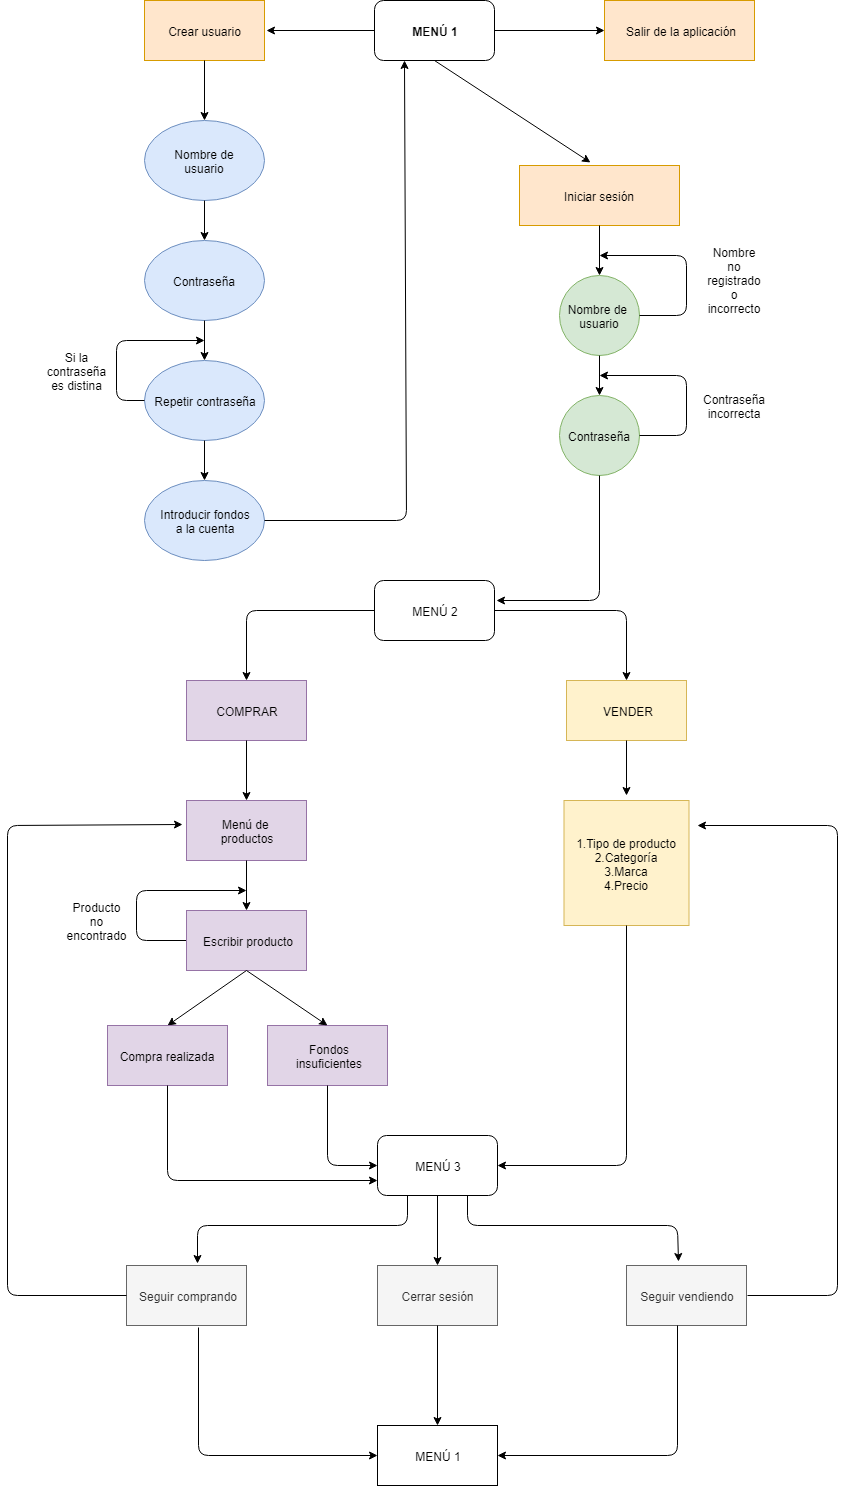 Crear usuario
MENÚ 1
Salir de la aplicación
Nombre de
usuario
Iniciar sesión
Contraseña
Nombre
no
registrado
o
incorrecto
Nombre de
usuario
Si la
contraseña
es distina
Repetir contraseña
Contraseña
incorrecta
Contraseña
Introducir fondos
a la cuenta
MENÚ 2
COMPRAR
VENDER
Menú de
productos
1.Tipo de producto
2.Categoría
3.Marca
4.Precio
Producto
no
encontrado
Escribir producto
Compra realizada
Fondos
insuficientes
MENÚ 3
Seguir comprando
Cerrar sesión
Seguir vendiendo
MENÚ 1